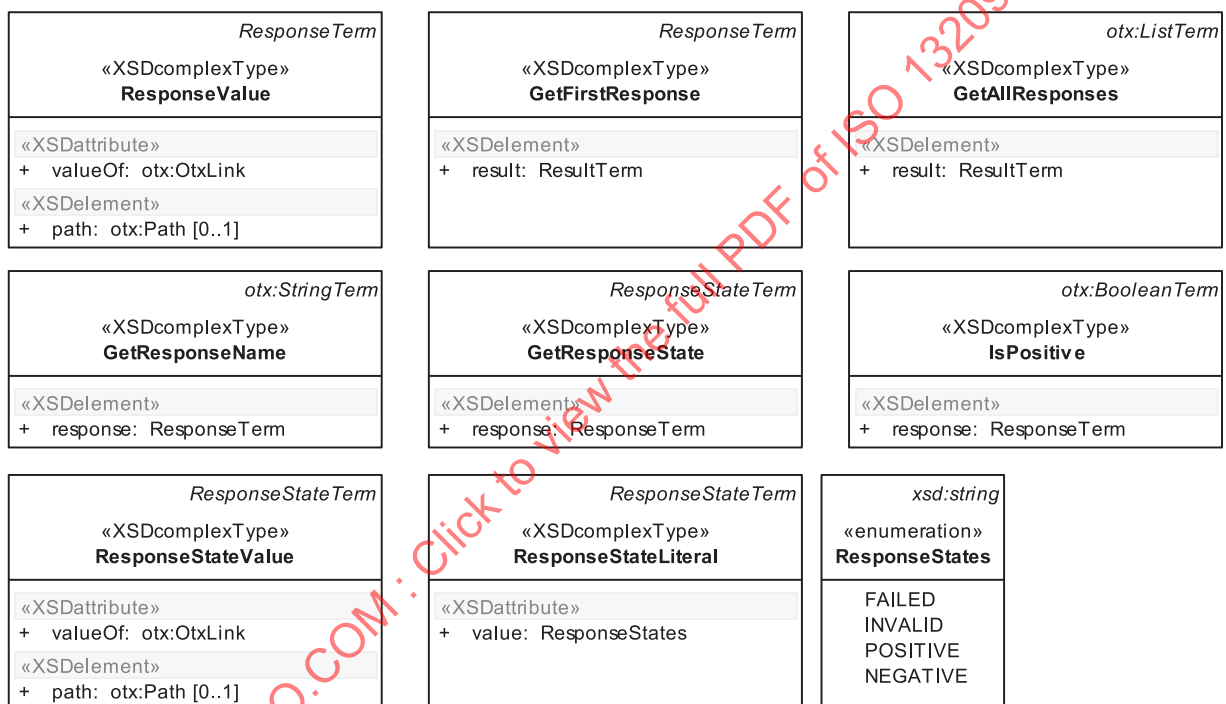 ResponseTerm
«XSDcomplexType»
ResponseValue
«XSDattribute»
+ valueOf: otx:OtxLink
«XSDelement»
+ path: otx:Path [0..1]
ResponseTerm
«XSDcomplexType»
GetFirstResponse
«XSDelement»
+ result: ResultTerm
otx:ListTerm
«XSDcomplexType»
GetAllResponses
«XSDelement»
+ result: ResultTerm
otx:StringTerm
«XSDcomplexType»
GetResponseName
«XSDelement»
+ response: ResponseTerm
ResponseStateTerm
«XSDcomplexType»
GetResponseState
«XSDelement»
+ response: ResponseTerm
otx:BooleanTerm
«XSDcomplexType»
IsPositive
«XSDelement»
+ response: ResponseTerm
ResponseStateTerm
«XSDcomplexType»
ResponseStateValue
«XSDattribute»
+ valueOf: otx:OtxLink
«XSDelement»
+ path: otx:Path [0..1]
ResponseStateTerm
«XSDcomplexType»
ResponseStateLiteral
«XSDattribute»
+ value: ResponseStates
xsd:string
«enumeration»
ResponseStates
FAILED
INVALID
POSITIVE
NEGATIVE
O.COM : Click to view the full PDF of ISO 13209